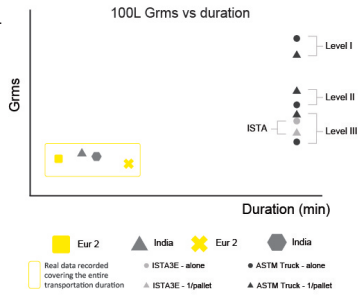 100L Grms vs duration
Grms
Level I
Level II
ISTA
Level III
Duration (min)
Eur 2
India
Eur 2
India
Real data recorded
covering the entire
transportation duration
ISTA3E - alone
ASTM Truck - alone
ISTA3E - 1/pallet
ASTM Truck - 1/pallet